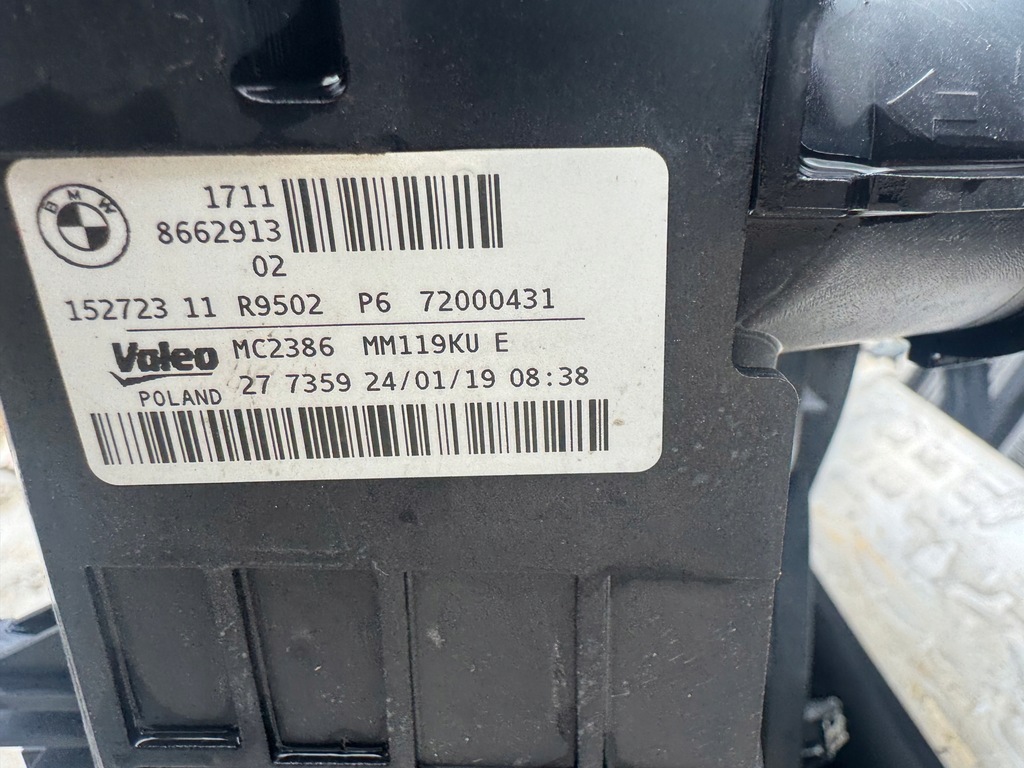 BMW
1711
8662913
02
152723 11 R9502 P6 72000431
Valeo MC2386 MM119KU E
POLAND 27 7359 24/01/19 08:38